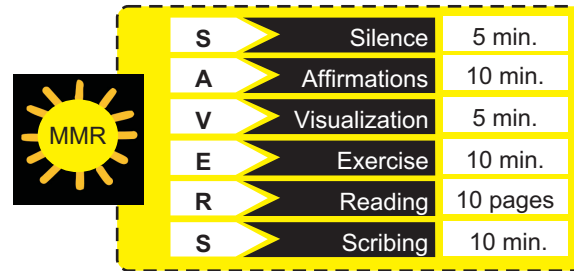 S Silence 5 min.
A Affirmations 10 min.
MMR
V Visualization 5 min.
E Exercise 10 min.
R Reading 10 pages
S Scribing 10 min.